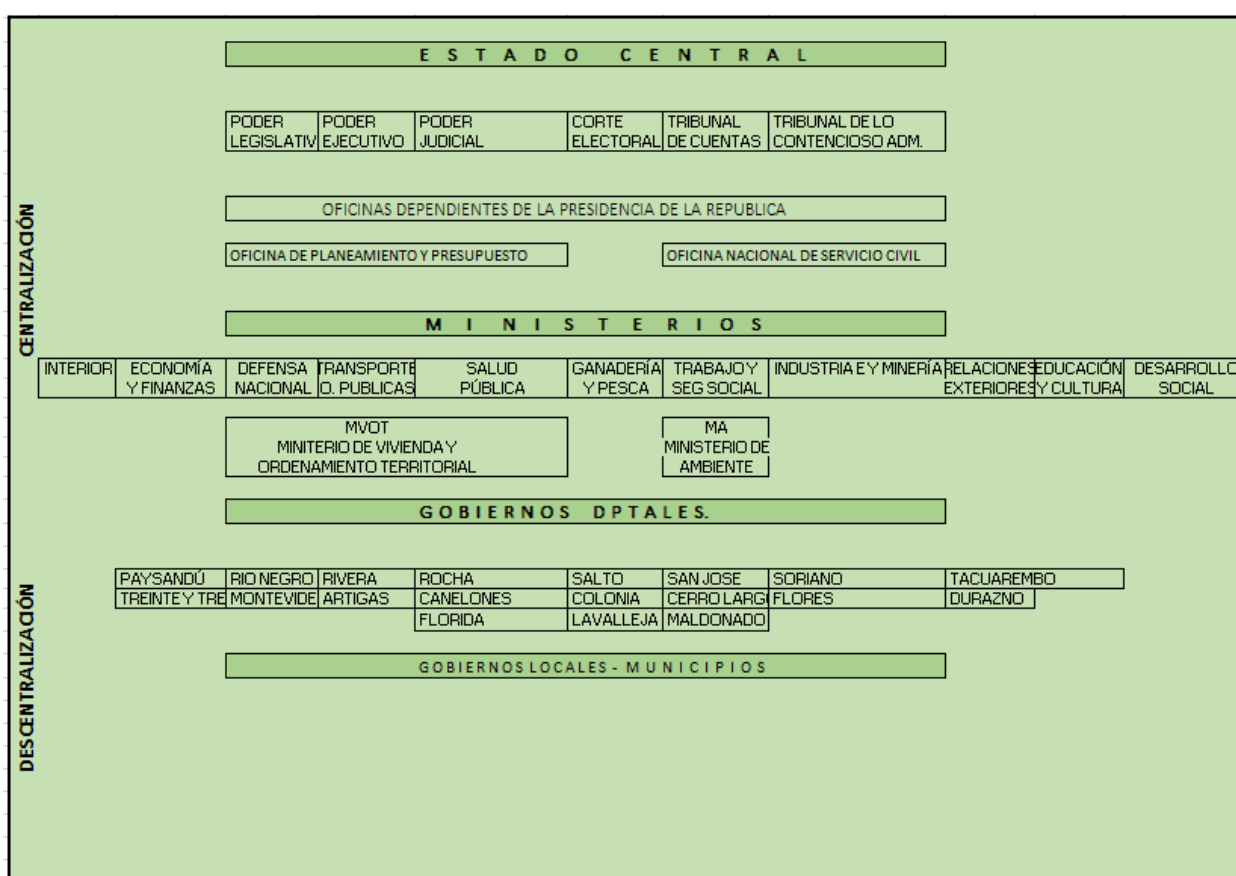 E S T A D O C E N T R A L
PODER PODER PODER CORTE TRIBUNAL TRIBUNAL DE LO
LEGISLATIV EJECUTIVO JUDICIAL ELECTORAL DE CUENTAS CONTENCIOSO ADM.
OFICINAS DEPENDIENTES DE LA PRESIDENCIA DE LA REPUBLICA
OFICINA DE PLANEAMIENTO Y PRESUPUESTO OFICINA NACIONAL DE SERVICIO CIVIL
CENTRALIZACIÓN
M I N I S T E R I O S
INTERIOR ECONOMÍA DEFENSA TRANSPORTE SALUD GANADERÍA TRABAJO Y INDUSTRIA E Y MINERÍA RELACIONES EDUCACIÓN DESARROLLO
Y FINANZAS NACIONAL O. PUBLICAS PÚBLICA Y PESCA SEG SOCIAL EXTERIORES Y CULTURA SOCIAL
MVOT MA
MINITERIO DE VIVIENDA Y MINISTERIO DE
ORDENAMIENTO TERRITORIAL AMBIENTE
GOBIERNOS DPTALES.
PAYSANDÚ RIO NEGRO RIVERA ROCHA SALTO SAN JOSE SORIANO TACUAREMBO
TREINTE Y TRE MONTEVIDE ARTIGAS CANELONES COLONIA CERRO LARG FLORES DURAZNO
FLORIDA LAVALLEJA MALDONADO
DESCENTRALIZACIÓN
GOBIERNOS LOCALES - M U N I C I P I O S